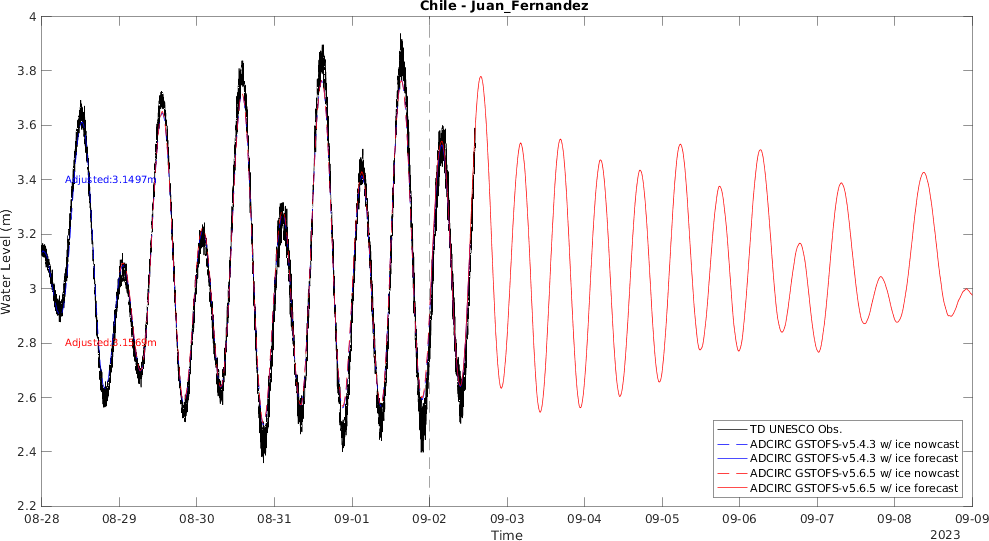 Chile - Juan_Fernandez
4
3.8
3.6
3.4
3.2
3
2.8
2.6
2.4
2.2
Water Level (m)
Adjusted:3.1497m
Adjusted:3.1569m
TD UNESCO Obs.
ADCIRC GSTOFS-v5.4.3 w/ ice nowcast
ADCIRC GSTOFS-v5.4.3 w/ ice forecast
ADCIRC GSTOFS-v5.6.5 w/ ice nowcast
ADCIRC GSTOFS-v5.6.5 w/ ice forecast
08-28 08-29 08-30 08-31 09-01 09-02 09-03 09-04 09-05 09-06 09-07 09-08 09-09
Time
2023